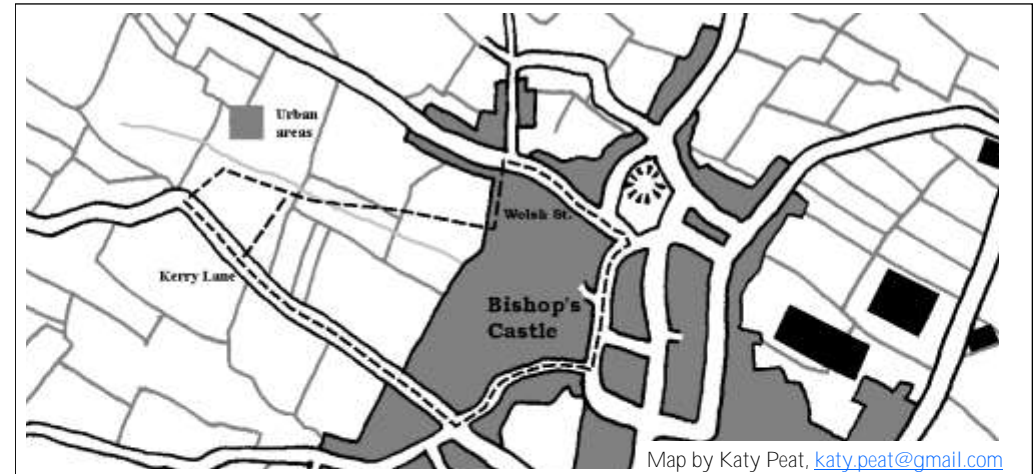 Urban
areas
Welsh St.
Kerry Lane
Bishop's
Castle
Map by Katy Peat, katy.peat@gmail.com